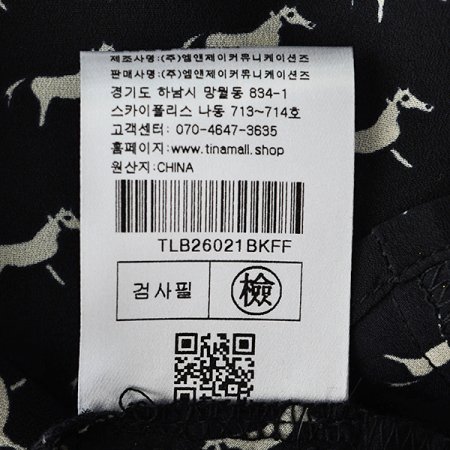 제조사명:(주)엠앤제이커뮤니케이션즈
판매사명:(주)엠앤제이커뮤니케이션즈
경기도 하남시 망월동 834-1
스카이폴리스 나동 713~714호
고객센터: 070-4647-3635
홈페이지:www.tinamall.shop
원산지:CHINA
TLB26021BKFF
검사필 檢